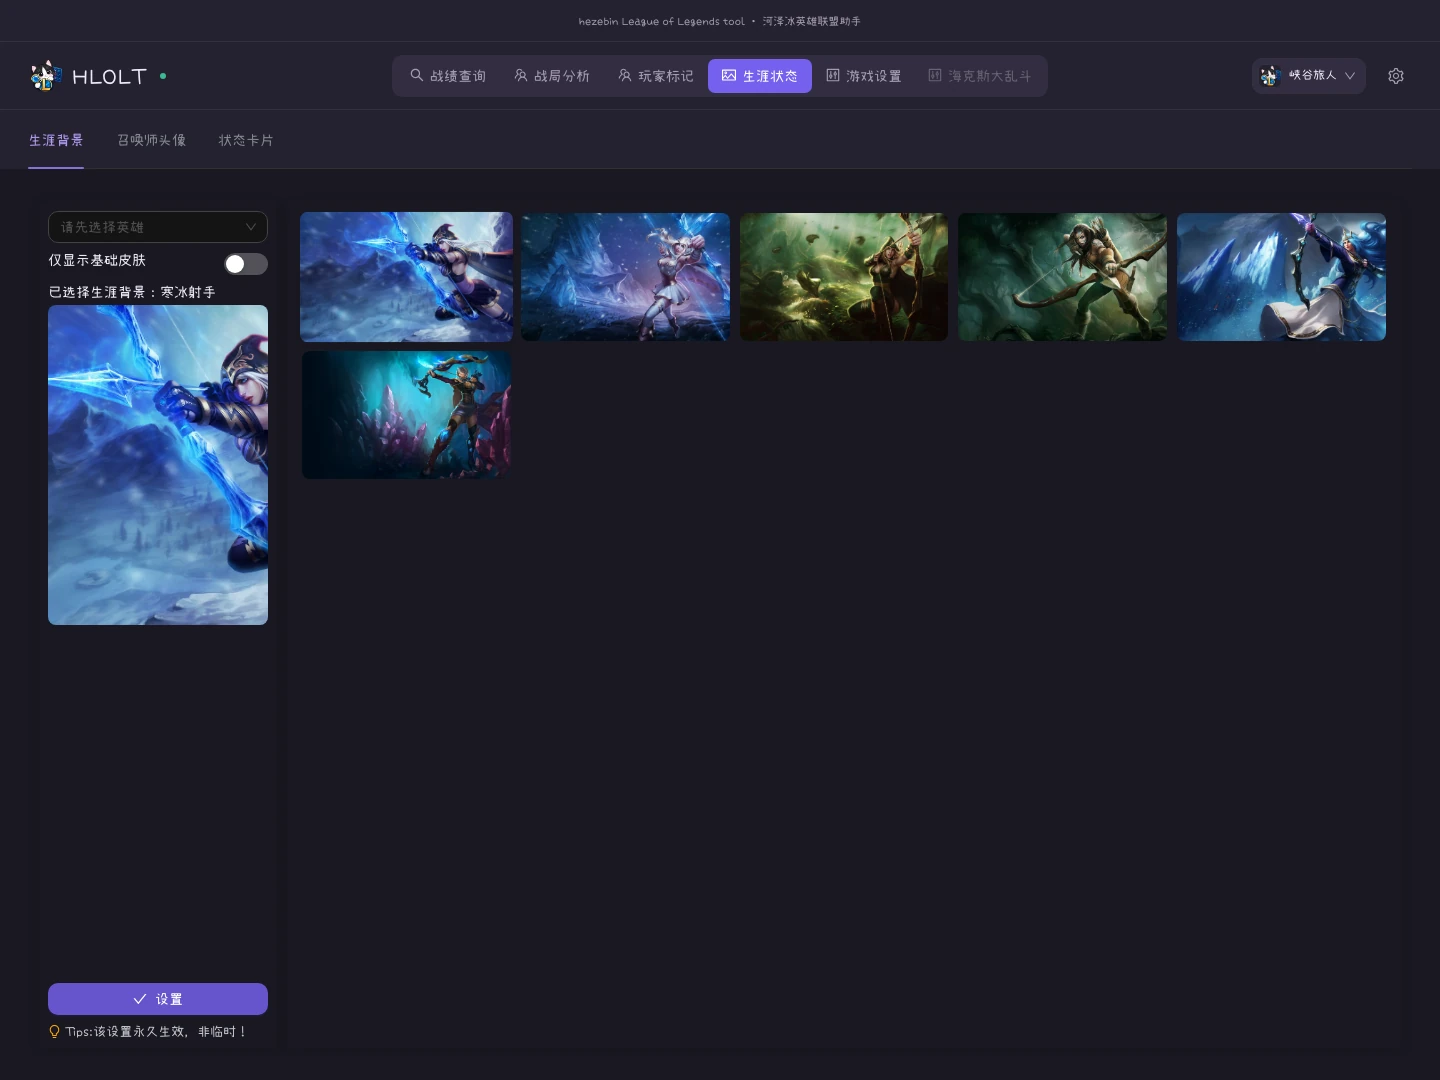 hezebin League of Legends tool · 河泽冰英雄联盟助手
HLOLT
战绩查询
战局分析
玩家标记
生涯状态
游戏设置
海克斯大乱斗
峡谷旅人
生涯背景
召唤师头像
状态卡片
请先选择英雄
仅显示基础皮肤
已选择生涯背景：寒冰射手
设置
Tips:该设置永久生效，非临时！